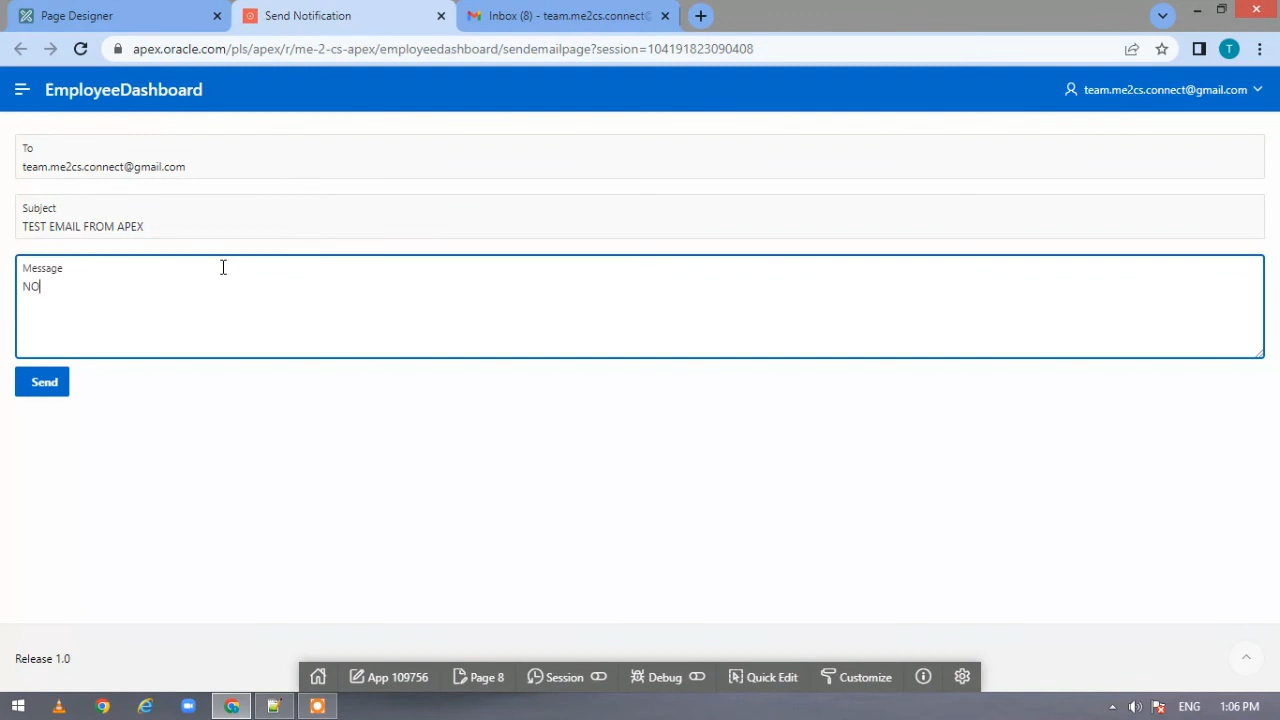 Page Designer
Send Notification
Inbox (8) - team.me2cs.connect@
apex.oracle.com/pls/apex/r/me-2-cs-apex/employeedashboard/sendemailpage?session=104191823090408
T
EmployeeDashboard
team.me2cs.connect@gmail.com
To
team.me2cs.connect@gmail.com
Subject
TEST EMAIL FROM APEX
Message
NO
Send
Release 1.0
App 109756
Page 8
Session
Debug
Quick Edit
Customize
ENG
1:06 PM